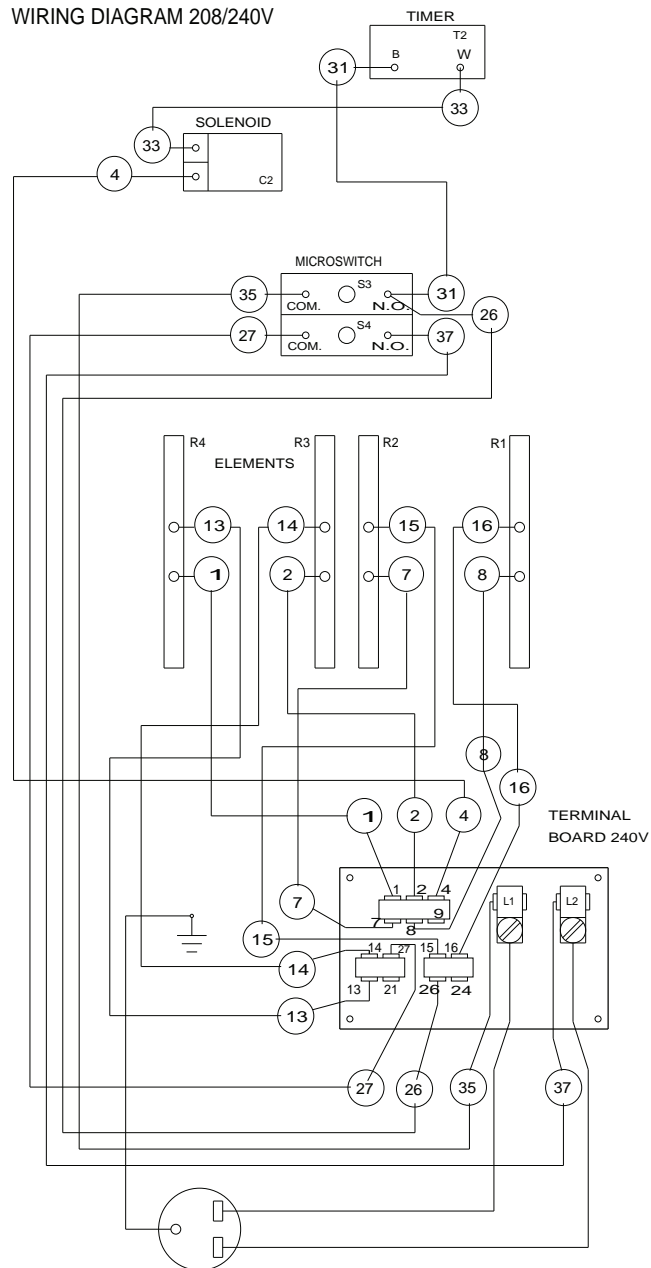 WIRING DIAGRAM 208/240V
TIMER
T2
B W
31
33
33
SOLENOID
4
C2
MICROSWITCH
35
COM.
S3
N.O.
31
26
27
COM.
S4
N.O.
37
R4 R3 R2 R1
ELEMENTS
13 14 15 16
1 2 7 8
8
16
1 2 4
TERMINAL
BOARD 240V
7
1 2 4
7 8 9
L1 L2
15
14 27 15 16
14
13 21 26 24
13
27 26 35 37